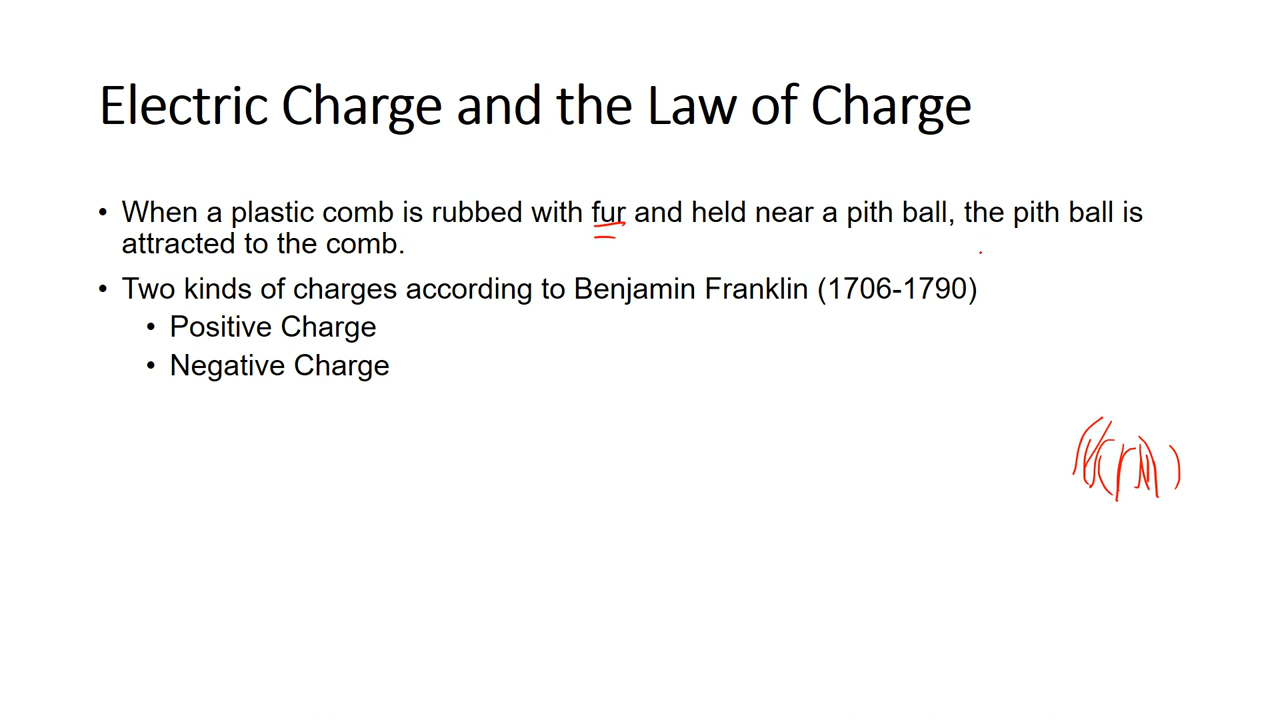 Electric Charge and the Law of Charge
• When a plastic comb is rubbed with fur and held near a pith ball, the pith ball is
attracted to the comb.
• Two kinds of charges according to Benjamin Franklin (1706-1790)
• Positive Charge
• Negative Charge